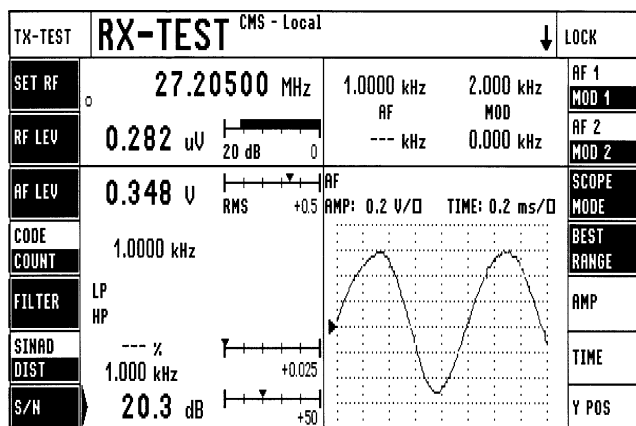 TX-TEST RX-TEST CMS - Local LOCK
SET RF 27.20500 MHz 1.0000 kHz 2.000 kHz AF 1
AF MOD MOD 1
RF LEV 0.282 uV --- kHz 0.000 kHz AF 2
20 dB 0 MOD 2
AF LEV 0.348 V AF SCOPE
RMS +0.5 AMP: 0.2 V/□ TIME: 0.2 ms/□ MODE
CODE BEST
COUNT 1.0000 kHz RANGE
FILTER LP AMP
HP
SINAD --- % TIME
DIST 1.000 kHz +0.025
S/N 20.3 dB +50 Y POS